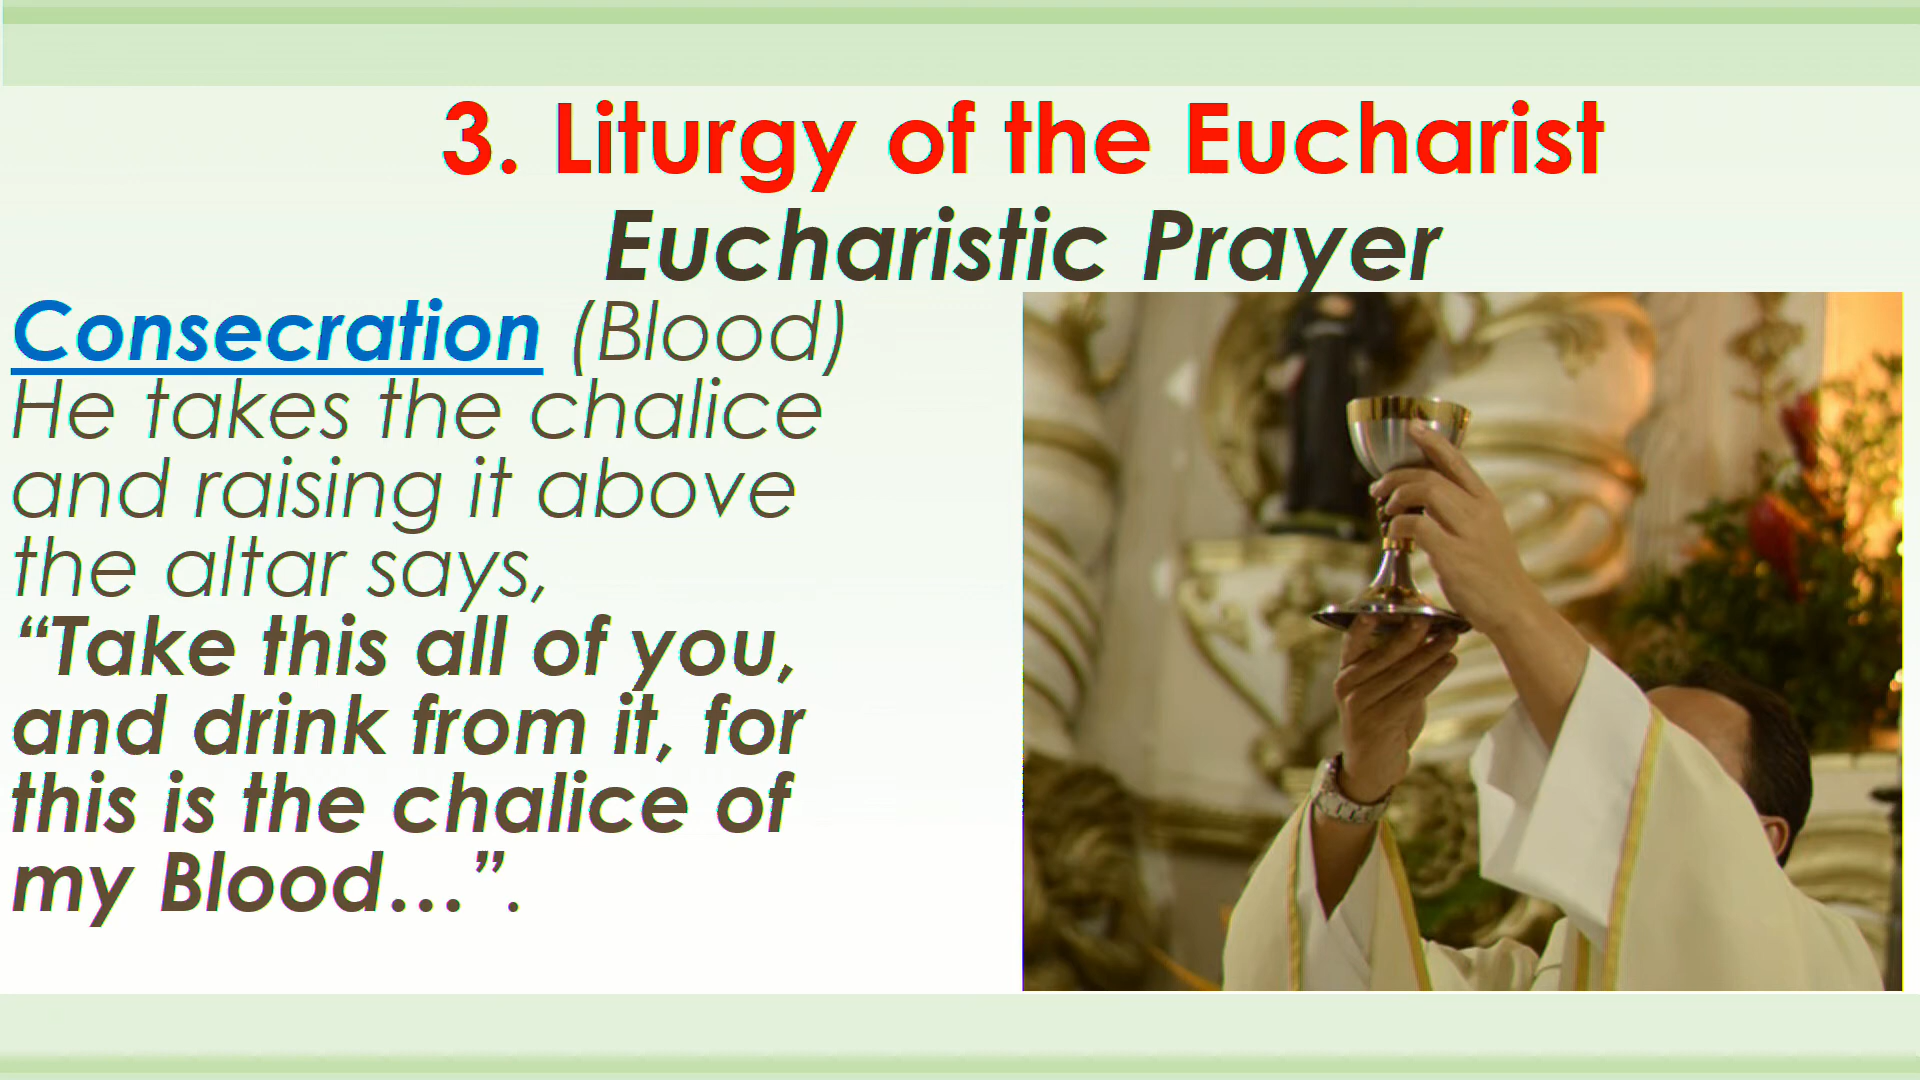 3. Liturgy of the Eucharist
Eucharistic Prayer
Consecration (Blood)
He takes the chalice
and raising it above
the altar says,
“Take this all of you,
and drink from it, for
this is the chalice of
my Blood…”.